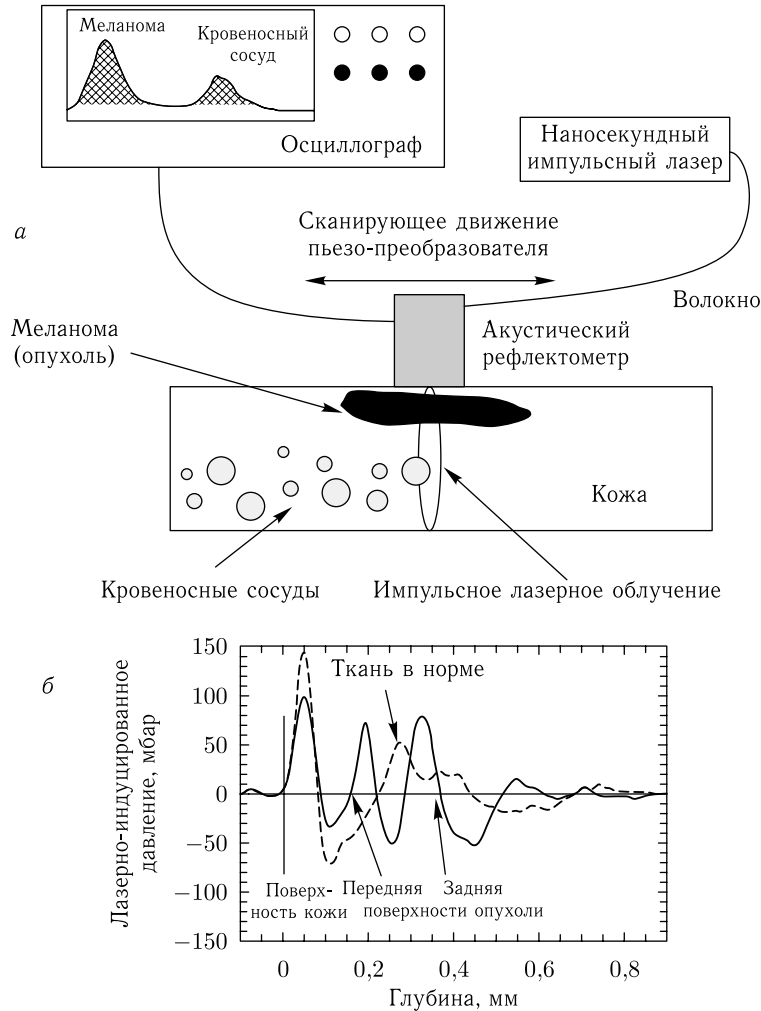 Меланома
Кровеносный
сосуд
Осциллограф
Наносекундный
импульсный лазер
а
Сканирующее движение
пьезо-преобразователя
Волокно
Меланома
(опухоль)
Акустический
рефлектометр
Кожа
Кровеносные сосуды
Импульсное лазерное облучение
б
Лазерно-индуцированное
давление, мбар
150
100
50
0
−50
−100
−150
Ткань в норме
Поверх- Передняя Задняя
ность кожи поверхности опухоли
0 0,2 0,4 0,6 0,8
Глубина, мм